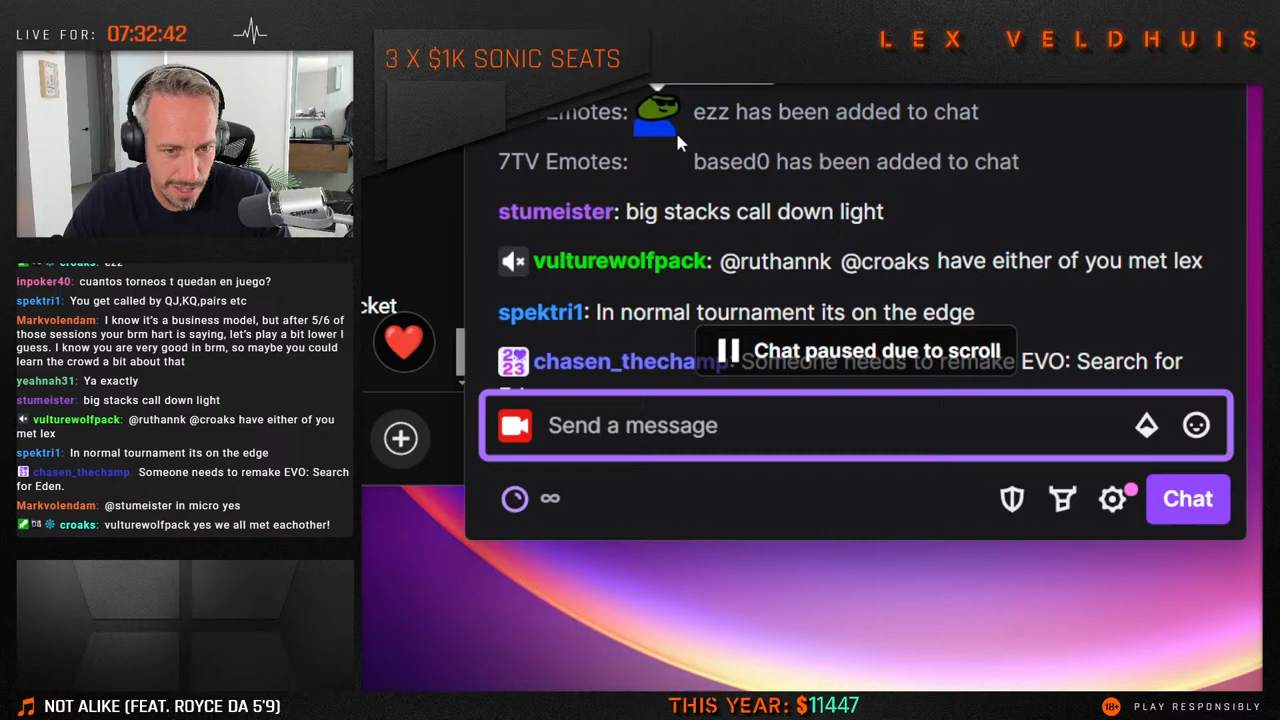 LIVE FOR: 07:32:42
3 X $1K SONIC SEATS
LEX VELDHUIS
Emotes: ezz has been added to chat
7TV Emotes: based0 has been added to chat
stumeister: big stacks call down light
vulturewolfpack: @ruthannk @croaks have either of you met lex
spektri1: In normal tournament its on the edge
chasen_thechamp: Someone needs to remake EVO: Search for
Chat paused due to scroll
Send a message
∞
Chat
cket
croaks: ezz
inpoker40: cuantos torneos t quedan en juego?
spektri1: You get called by QJ,KQ,pairs etc
Markvolendam: I know it's a business model, but after 5/6 of
those sessions your brm hart is saying, let's play a bit lower I
guess. I know you are very good in brm, so maybe you could
learn the crowd a bit about that
yeahnah31: Ya exactly
stumeister: big stacks call down light
vulturewolfpack: @ruthannk @croaks have either of you
met lex
spektri1: In normal tournament its on the edge
chasen_thechamp: Someone needs to remake EVO: Search
for Eden.
Markvolendam: @stumeister in micro yes
croaks: vulturewolfpack yes we all met eachother!
NOT ALIKE (FEAT. ROYCE DA 5'9)
THIS YEAR: $11447
18+ PLAY RESPONSIBLY